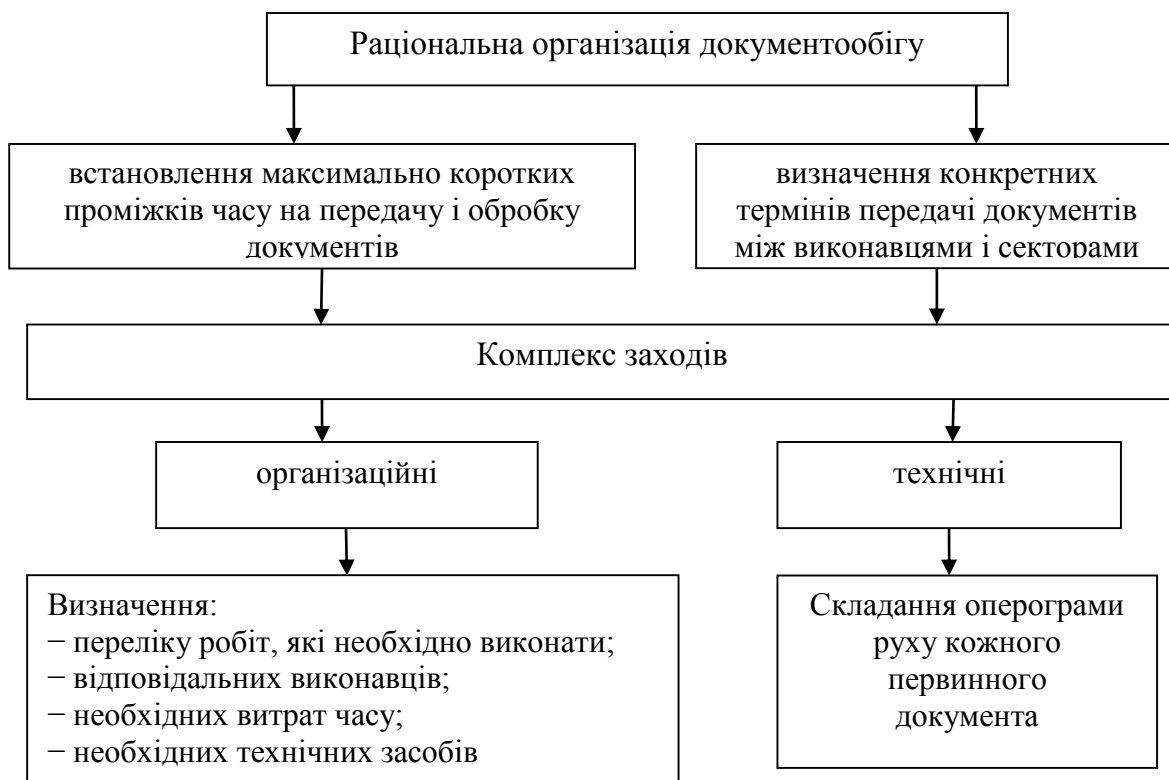 Раціональна організація документообігу
встановлення максимально коротких
проміжків часу на передачу і обробку
документів
визначення конкретних
термінів передачі документів
між виконавцями і секторами
Комплекс заходів
організаційні
технічні
Визначення:
− переліку робіт, які необхідно виконати;
− відповідальних виконавців;
− необхідних витрат часу;
− необхідних технічних засобів
Складання оперограми
руху кожного
первинного
документа